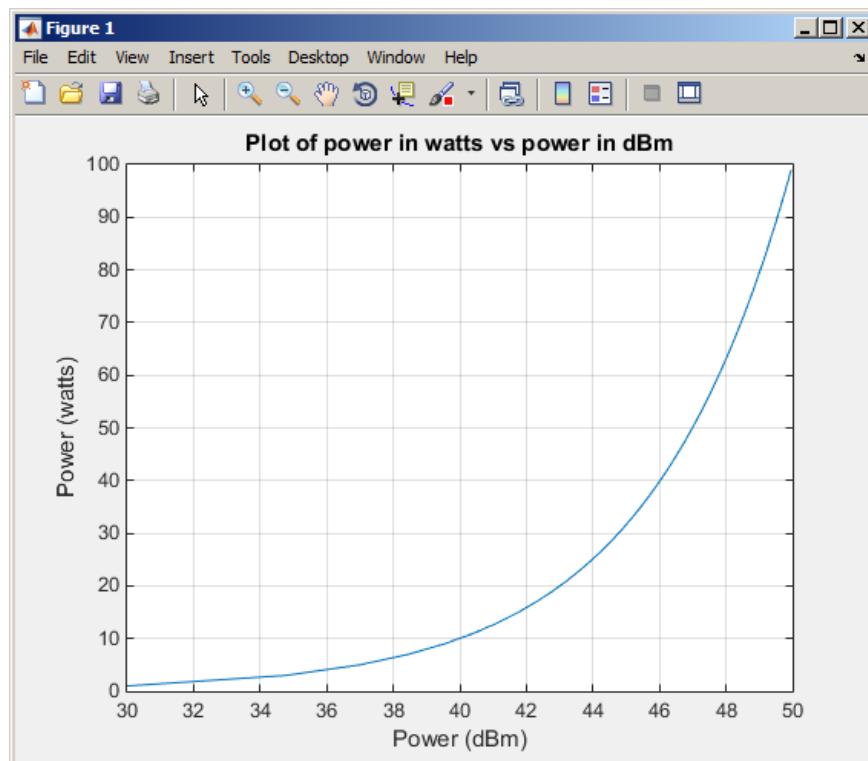 Figure 1
File Edit View Insert Tools Desktop Window Help
Plot of power in watts vs power in dBm
100
90
80
70
60
50
40
30
20
10
0
Power (watts)
30 32 34 36 38 40 42 44 46 48 50
Power (dBm)